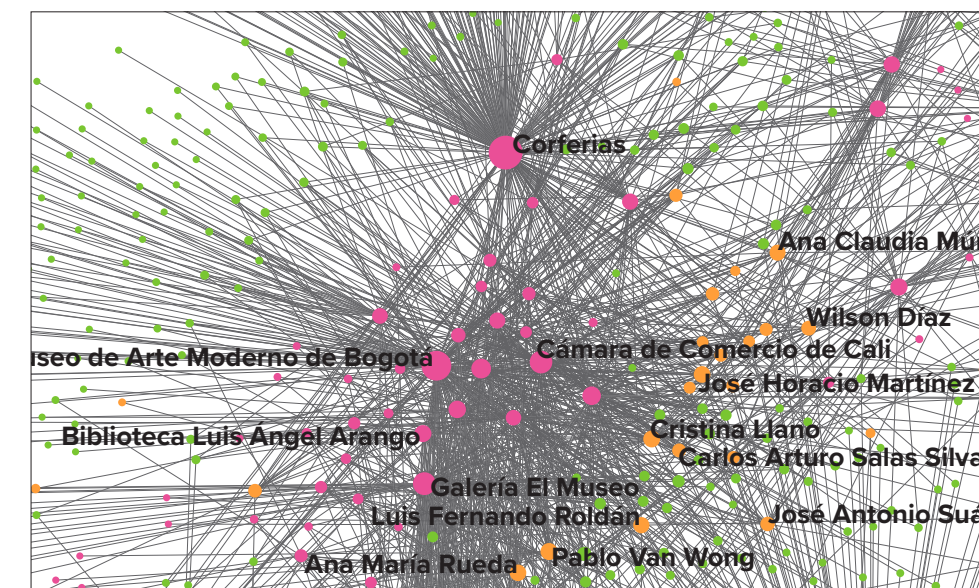 Corferias
Ana Claudia
Wilson Díaz
Cámara de Comercio de Cali
de Arte Moderno de Bogotá
José Horacio Martínez
Cristina Llano
Biblioteca Luis Ángel Arango
Carlos Arturo Salas Silva
Galería El Museo
Luis Fernando Roldán
José Antonio
Pablo Van Wong
Ana María Rueda